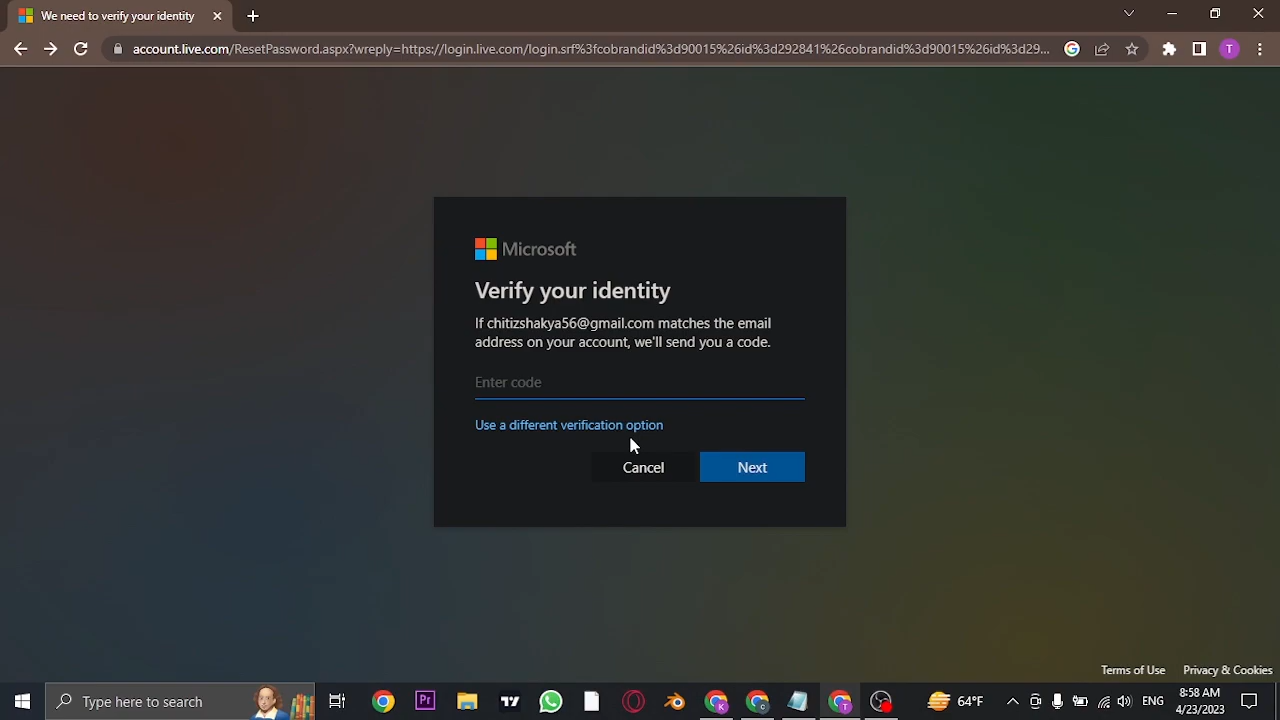 We need to verify your identity
account.live.com/ResetPassword.aspx?wreply=https://login.live.com/login.srf%3fcobrandid%3d90015%26id%3d292841%26cobrandid%3d90015%26id%3d29...
T
Microsoft
Verify your identity
If chitizshakya56@gmail.com matches the email
address on your account, we'll send you a code.
Enter code
Use a different verification option
Cancel
Next
Terms of Use
Privacy & Cookies
Type here to search
Pr
K
C
T
64°F
ENG
8:58 AM
4/23/2023